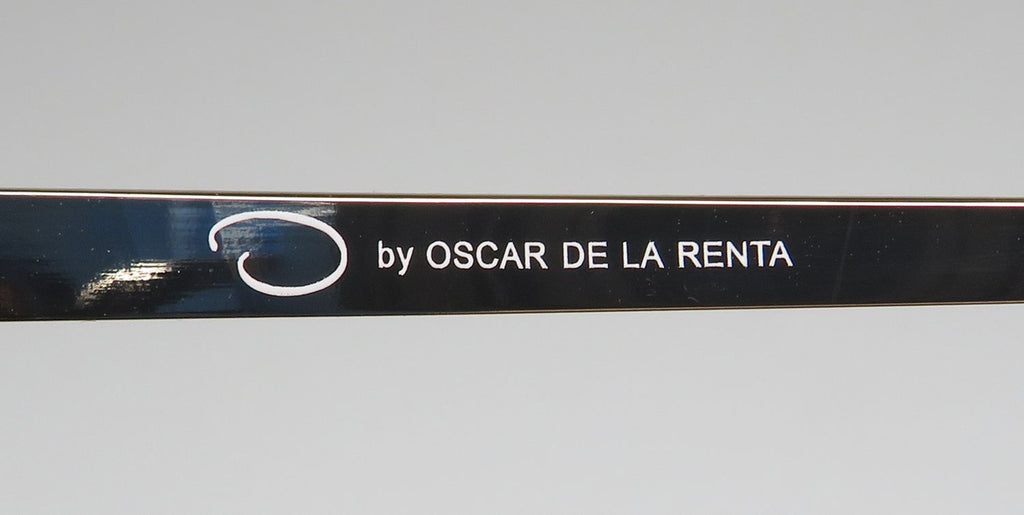 O by OSCAR DE LA RENTA